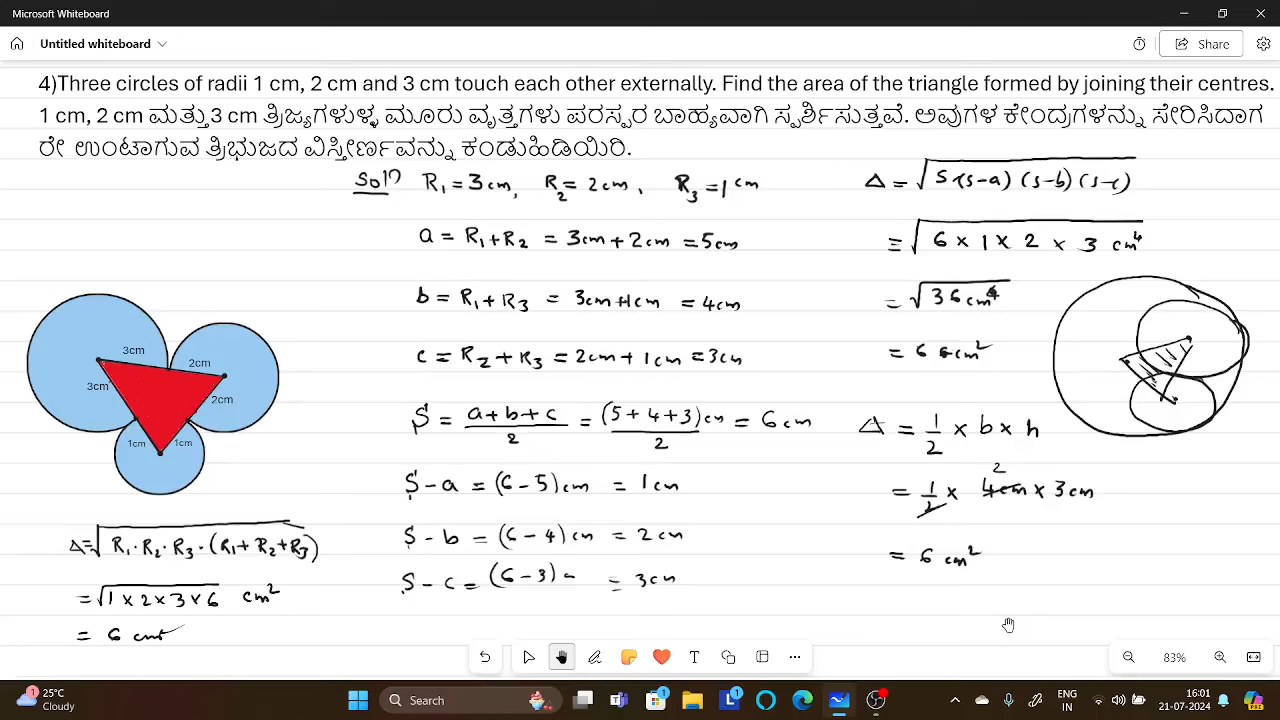 Microsoft Whiteboard
Untitled whiteboard
Share
4)Three circles of radii 1 cm, 2 cm and 3 cm touch each other externally. Find the area of the triangle formed by joining their centres.
1 cm, 2 cm ಮತ್ತು3 cm ತ್ರಿಜ್ಯಗಳುಳ್ಳ ಮೂರು ವೃತ್ತಗಳು ಪರಸ್ಪರ ಬಾಹ್ಯವಾಗಿ ಸ್ಪರ್ಶಿಸುತ್ತವೆ. ಅವುಗಳ ಕೇಂದ್ರಗಳನ್ನು ಸೇರಿಸಿದಾಗ
ರೇ ಉಂಟಾಗುವ ತ್ರಿಭುಜದ ವಿಸ್ತೀರ್ಣವನ್ನು ಕಂಡುಹಿಡಿಯಿರಿ.
Solⁿ R₁ = 3cm, R₂ = 2cm, R₃ = 1cm
a = R₁+R₂ = 3cm+2cm = 5cm
b = R₁+R₃ = 3cm+1cm = 4cm
c = R₂+R₃ = 2cm+1cm = 3cm
S = (a+b+c)/2 = (5+4+3)cm/2 = 6cm
S-a = (6-5)cm = 1cm
S-b = (6-4)cm = 2cm
S-c = (6-3) = 3cm
Δ = √S(s-a)(s-b)(s-c)
= √6×1×2×3 cm⁴
= √36cm⁴
= 6 cm²
Δ = 1/2 × b × h
2
= 1/2 × 4cm × 3cm
= 6 cm²
3cm
2cm
3cm
2cm
1cm
1cm
Δ=√R₁·R₂·R₃·(R₁+R₂+R₃)
= √1×2×3×6 cm²
= 6 cm²
T
83%
1
25°C
Cloudy
Search
ENG
IN
16:01
21-07-2024